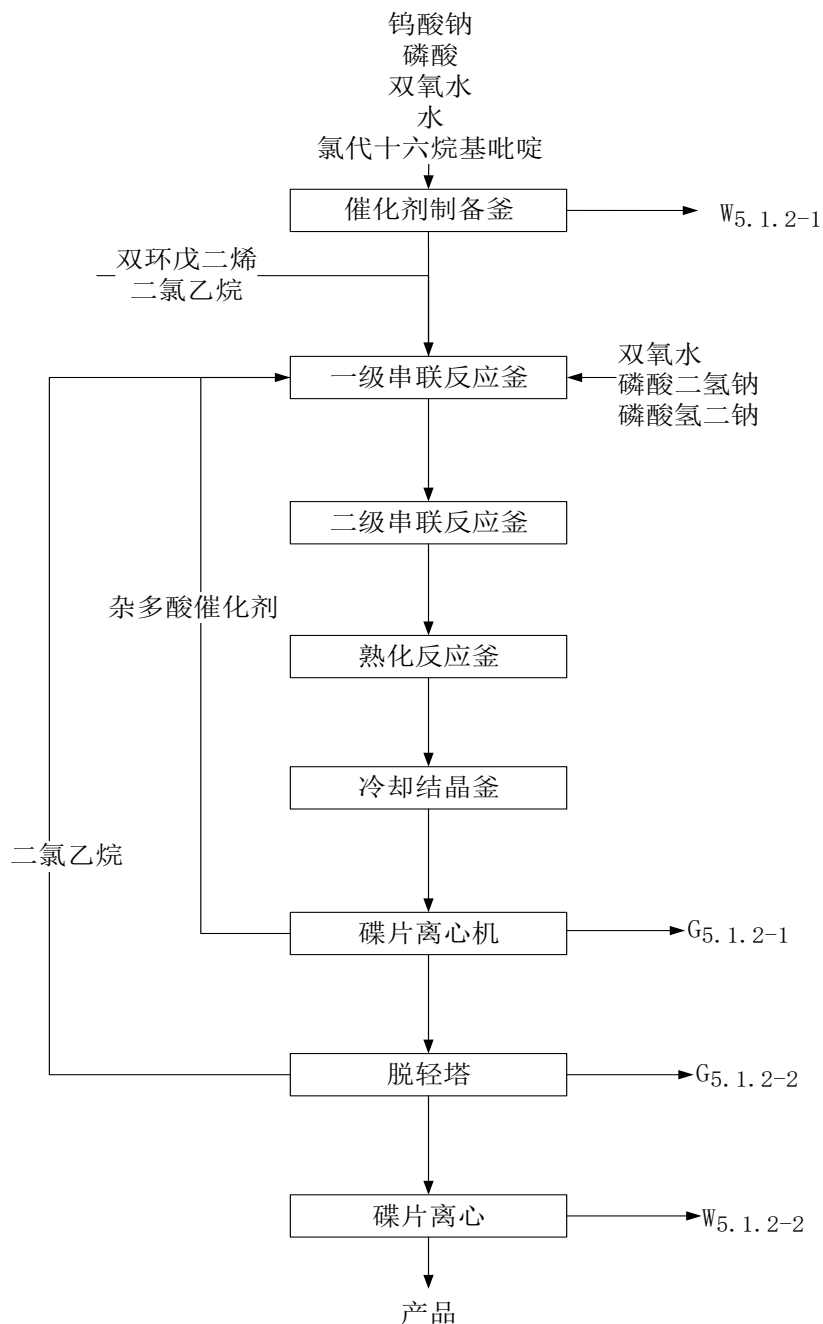 钨酸钠
磷酸
双氧水
水
氯代十六烷基吡啶
催化剂制备釜
W5.1.2-1
双环戊二烯
二氯乙烷
一级串联反应釜
双氧水
磷酸二氢钠
磷酸氢二钠
二级串联反应釜
杂多酸催化剂
熟化反应釜
冷却结晶釜
二氯乙烷
碟片离心机
G5.1.2-1
脱轻塔
G5.1.2-2
碟片离心
W5.1.2-2
产品